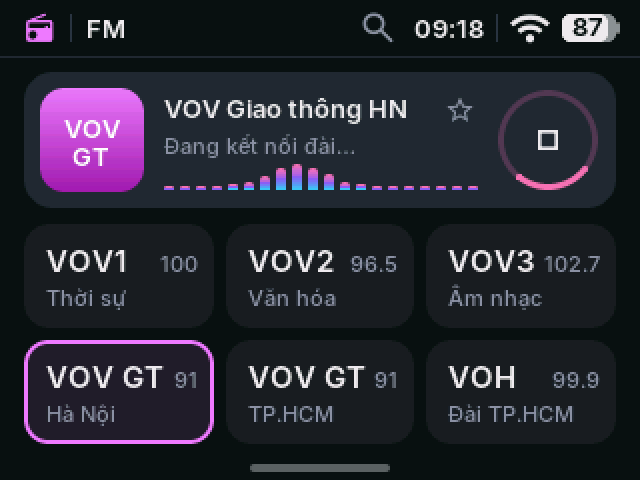 FM
09:18
87
VOV
GT
VOV Giao thông HN
Đang kết nối đài...
VOV1 100
Thời sự
VOV2 96.5
Văn hóa
VOV3 102.7
Âm nhạc
VOV GT 91
Hà Nội
VOV GT 91
TP.HCM
VOH 99.9
Đài TP.HCM